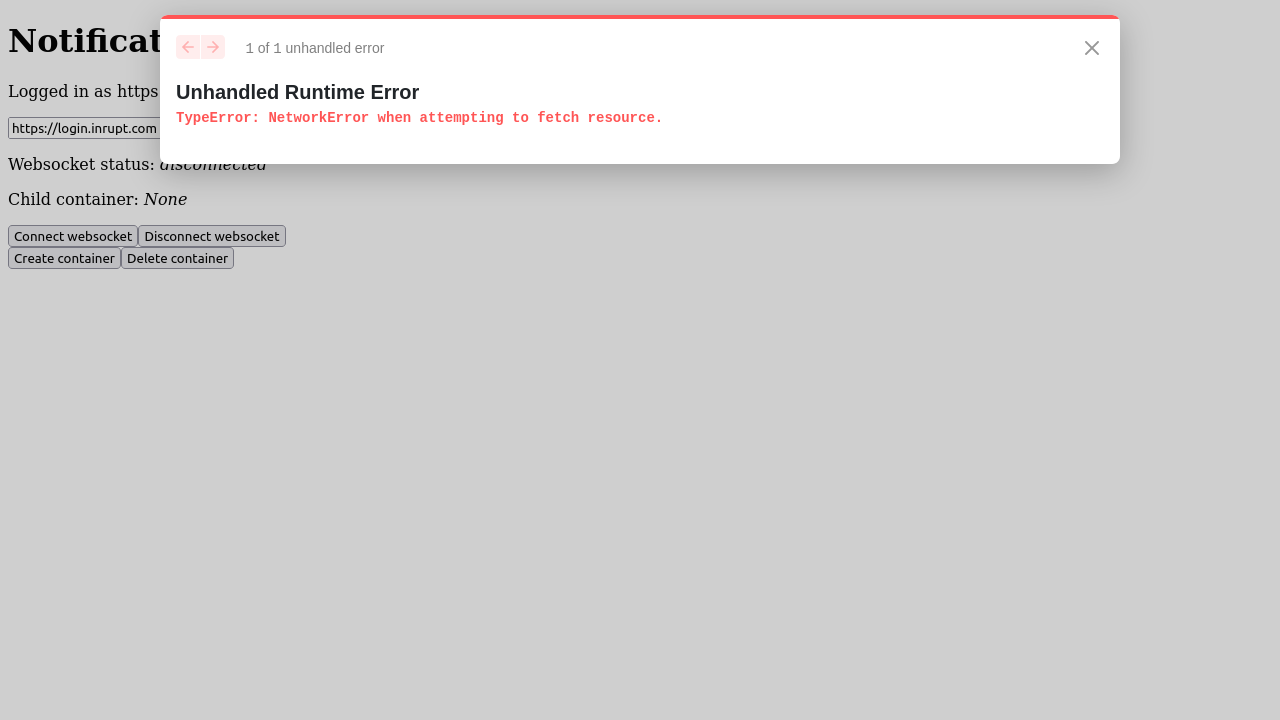 1 of 1 unhandled error
Unhandled Runtime Error
TypeError: NetworkError when attempting to fetch resource.
Logged in as https
https://login.inrupt.com
Websocket status: disconnected
Child container: None
Connect websocket Disconnect websocket
Create container Delete container